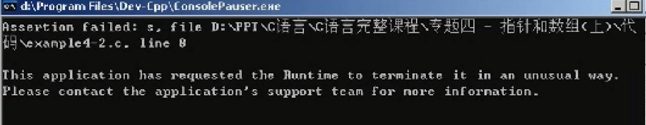 d:\Program Files\Dev-Cpp\ConsolePauser.exe
Assertion failed: s, file D:\PPT\C语言\C语言完整课程\专题四 - 指针和数组(上)\代
码\example4-2.c, line 8
This application has requested the Runtime to terminate it in an unusual way.
Please contact the application's support team for more information.